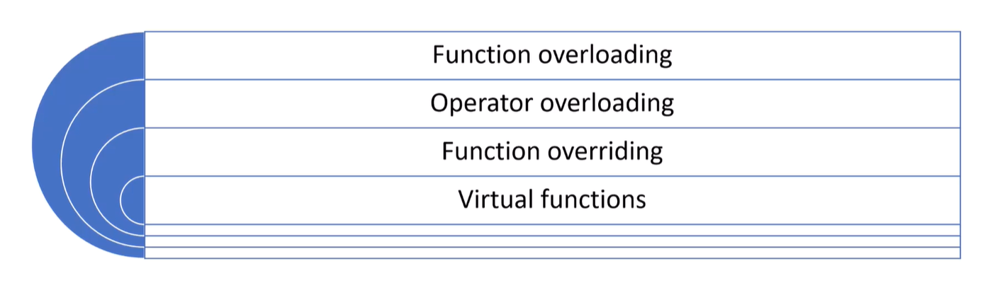 Function overloading
Operator overloading
Function overriding
Virtual functions